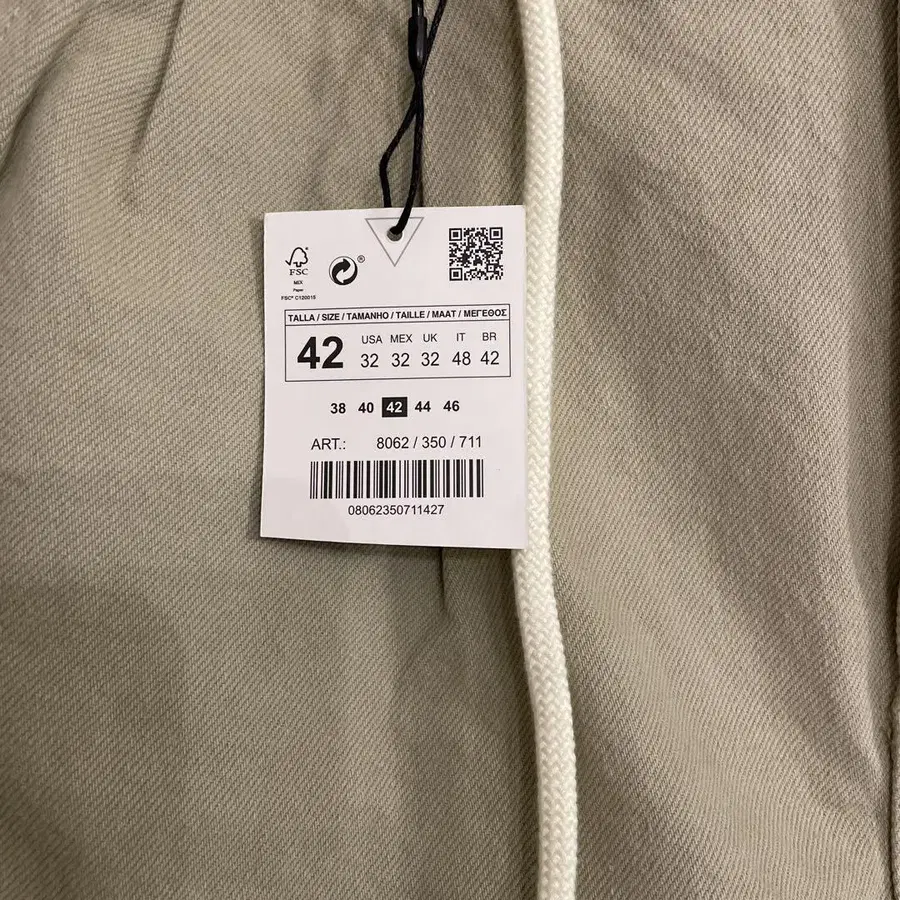 FSC
MIX
Paper
FSC® C120015
®
TALLA / SIZE / TAMANHO / TAILLE / MAAT / ΜΕΓΕΘΟΣ
42
USA MEX UK IT BR
32 32 32 48 42
38 40 42 44 46
ART.: 8062 / 350 / 711
08062350711427